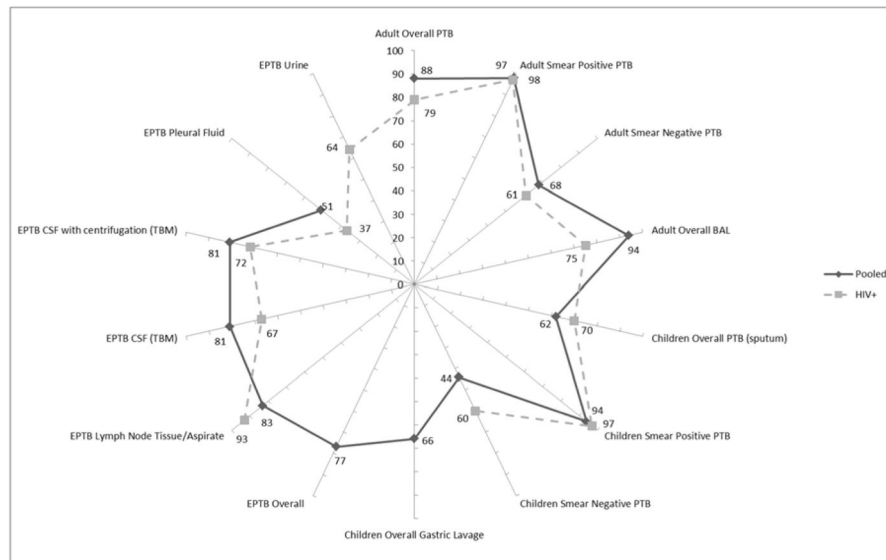 Adult Overall PTB
100
90
88
80
79
70
60
50
40
30
20
10
0
97
Adult Smear Positive PTB
98
Adult Smear Negative PTB
68
61
Adult Overall BAL
75
94
62
70
Children Overall PTB (sputum)
94
97
Children Smear Positive PTB
44
60
Children Smear Negative PTB
66
Children Overall Gastric Lavage
77
EPTB Overall
83
93
EPTB Lymph Node Tissue/Aspirate
67
81
EPTB CSF (TBM)
EPTB CSF with centrifugation (TBM)
81
72
EPTB Pleural Fluid
51
37
EPTB Urine
64
Pooled
HIV+